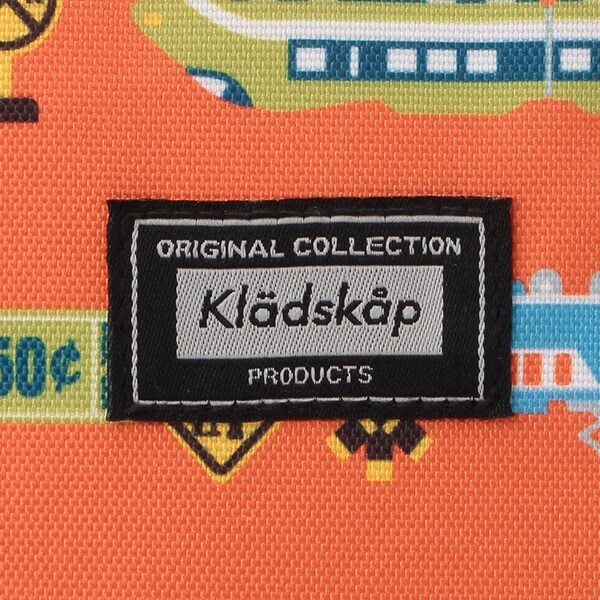 ORIGINAL COLLECTION
Klädskåp
PRODUCTS
50¢